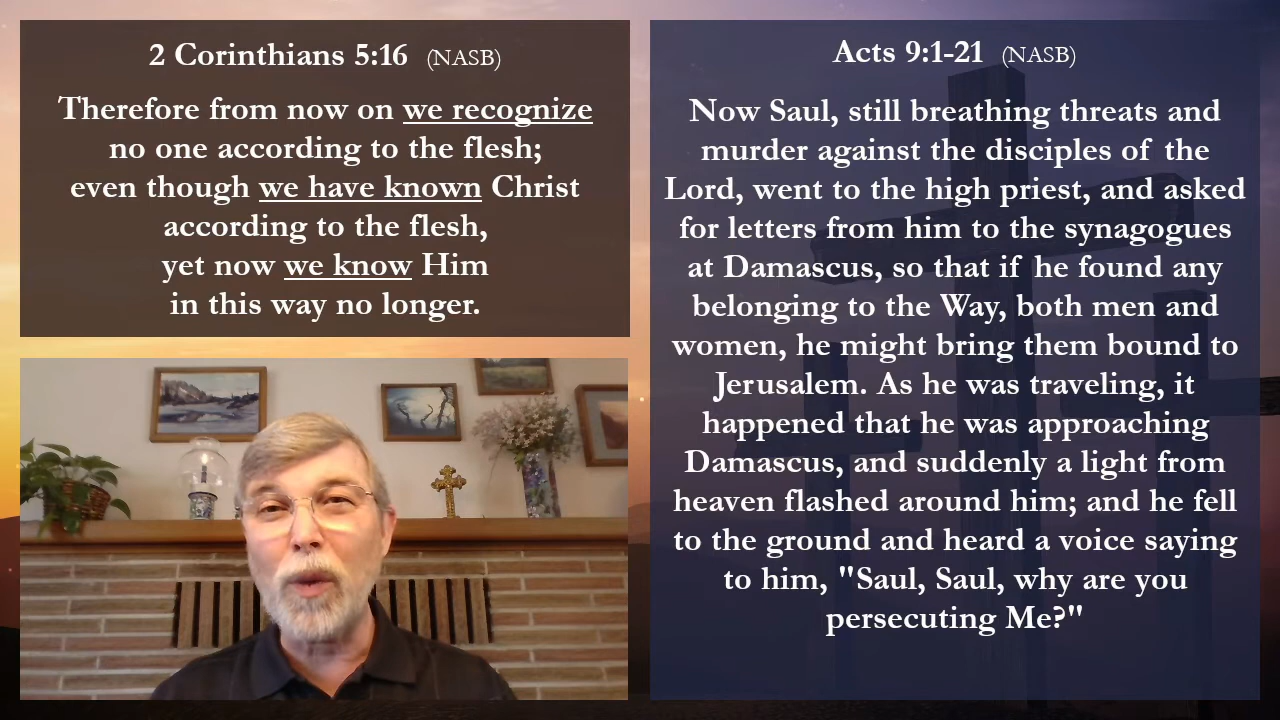 2 Corinthians 5:16 (NASB)
Therefore from now on we recognize
no one according to the flesh;
even though we have known Christ
according to the flesh,
yet now we know Him
in this way no longer.
Acts 9:1-21 (NASB)
Now Saul, still breathing threats and
murder against the disciples of the
Lord, went to the high priest, and asked
for letters from him to the synagogues
at Damascus, so that if he found any
belonging to the Way, both men and
women, he might bring them bound to
Jerusalem. As he was traveling, it
happened that he was approaching
Damascus, and suddenly a light from
heaven flashed around him; and he fell
to the ground and heard a voice saying
to him, "Saul, Saul, why are you
persecuting Me?"